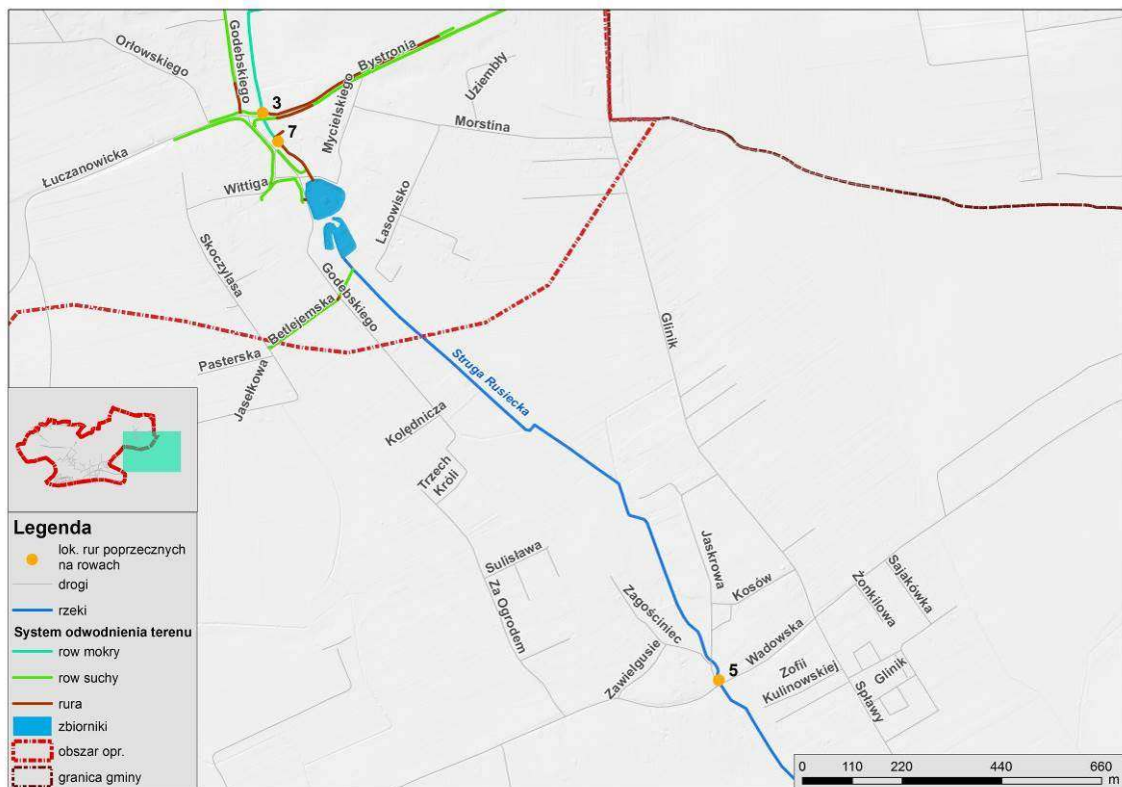 Orłowskiego
Godebskiego
Bystronia
Uziembły
3
Mycielskiego
Morstina
7
Łuczanowicka
Wittiga
Lasowisko
Skoczylasa
Godebskiego
Betlejemska
Glinik
Pasterska
Jasełkowa
Struga Rusiecka
Kolędnicza
Trzech
Króli
Sulisława
Za Ogrodem
Jaskrowa
Kosów
Sajakówka
Żonkilowa
Zagościniec
Wadowska
Zawielgusie
5
Zofii
Kulinowskiej
Glinik
Spławy
Legenda
lok. rur poprzecznych
na rowach
drogi
rzeki
System odwodnienia terenu
row mokry
row suchy
rura
zbiorniki
obszar opr.
granica gminy
0 110 220 440 660
m